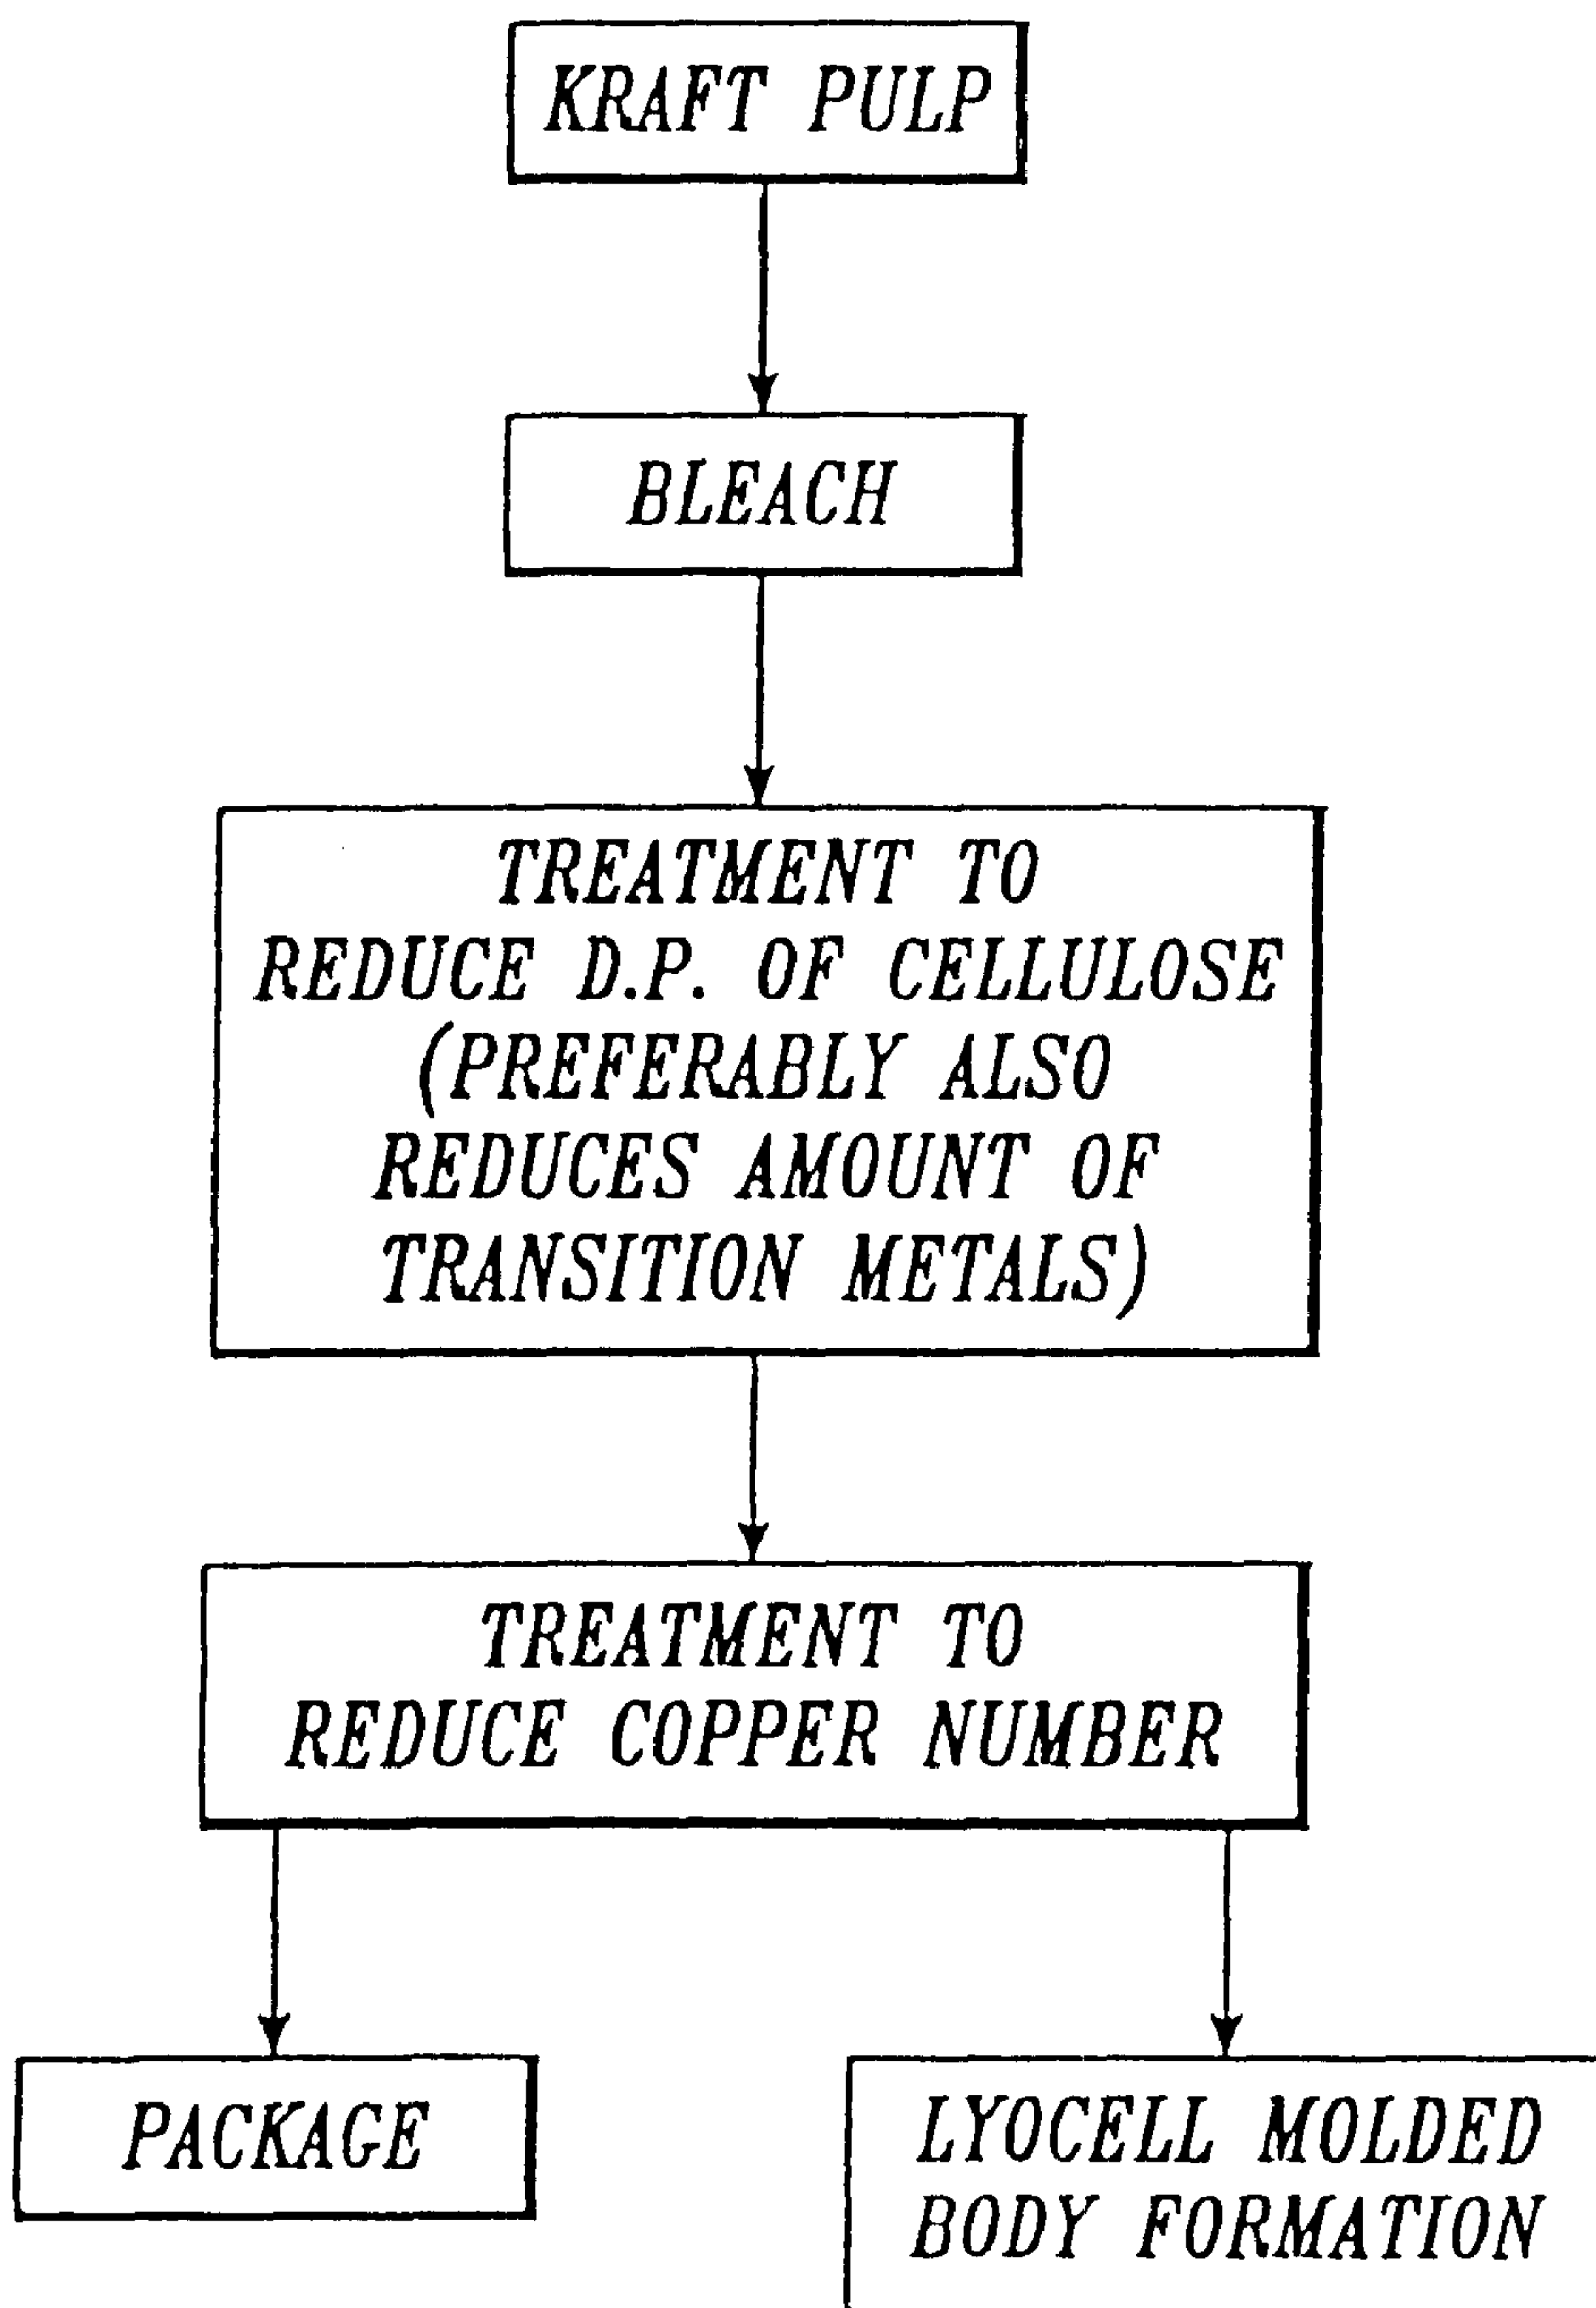 KRAFT PULP
BLEACH
TREATMENT TO
REDUCE D.P. OF CELLULOSE
(PREFERABLY ALSO
REDUCES AMOUNT OF
TRANSITION METALS)
TREATMENT TO
REDUCE COPPER NUMBER
PACKAGE
LYOCELL MOLDED
BODY FORMATION